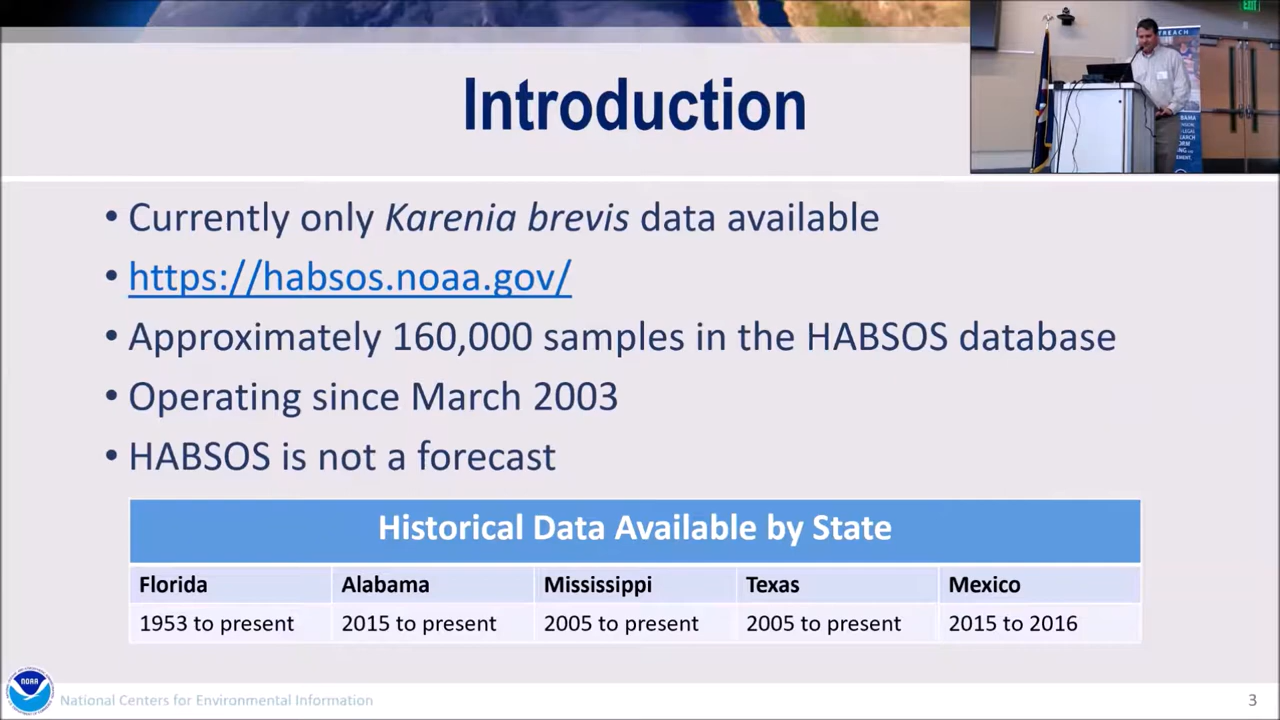 EXIT
Introduction
• Currently only Karenia brevis data available
• https://habsos.noaa.gov/
• Approximately 160,000 samples in the HABSOS database
• Operating since March 2003
• HABSOS is not a forecast
Historical Data Available by State
Florida Alabama Mississippi Texas Mexico
1953 to present 2015 to present 2005 to present 2005 to present 2015 to 2016
NOAA
National Centers for Environmental Information
3